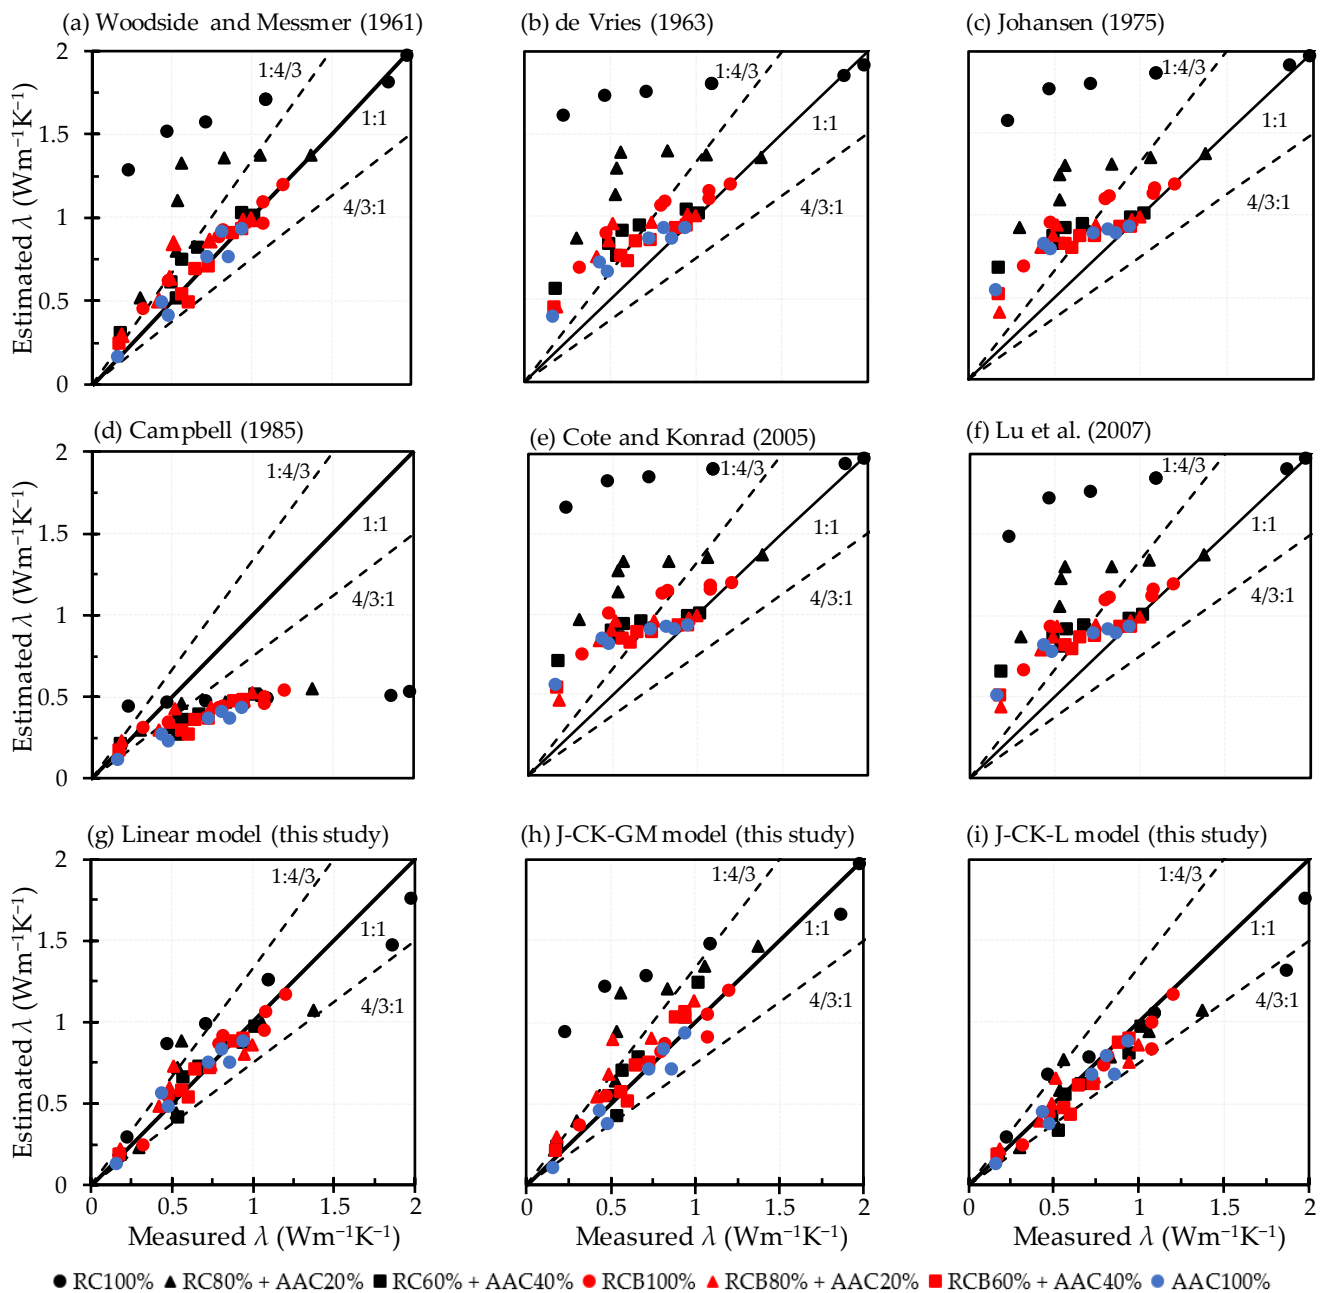 (a) Woodside and Messmer (1961)
(b) de Vries (1963)
(c) Johansen (1975)
2
1.5
1
0.5
0
Estimated λ (Wm⁻¹K⁻¹)
1:4/3
1:1
4/3:1
1:4/3
1:1
4/3:1
1:4/3
1:1
4/3:1
(d) Campbell (1985)
(e) Cote and Konrad (2005)
(f) Lu et al. (2007)
2
1.5
1
0.5
0
Estimated λ (Wm⁻¹K⁻¹)
1:4/3
1:1
4/3:1
1:4/3
1:1
4/3:1
1:4/3
1:1
4/3:1
(g) Linear model (this study)
(h) J-CK-GM model (this study)
(i) J-CK-L model (this study)
2
1.5
1
0.5
0
Estimated λ (Wm⁻¹K⁻¹)
1:4/3
1:1
4/3:1
1:4/3
1:1
4/3:1
1:4/3
1:1
4/3:1
0 0.5 1 1.5 2
0 0.5 1 1.5 2
0 0.5 1 1.5 2
Measured λ (Wm⁻¹K⁻¹)
Measured λ (Wm⁻¹K⁻¹)
Measured λ (Wm⁻¹K⁻¹)
RC100% RC80% + AAC20% RC60% + AAC40% RCB100% RCB80% + AAC20% RCB60% + AAC40% AAC100%